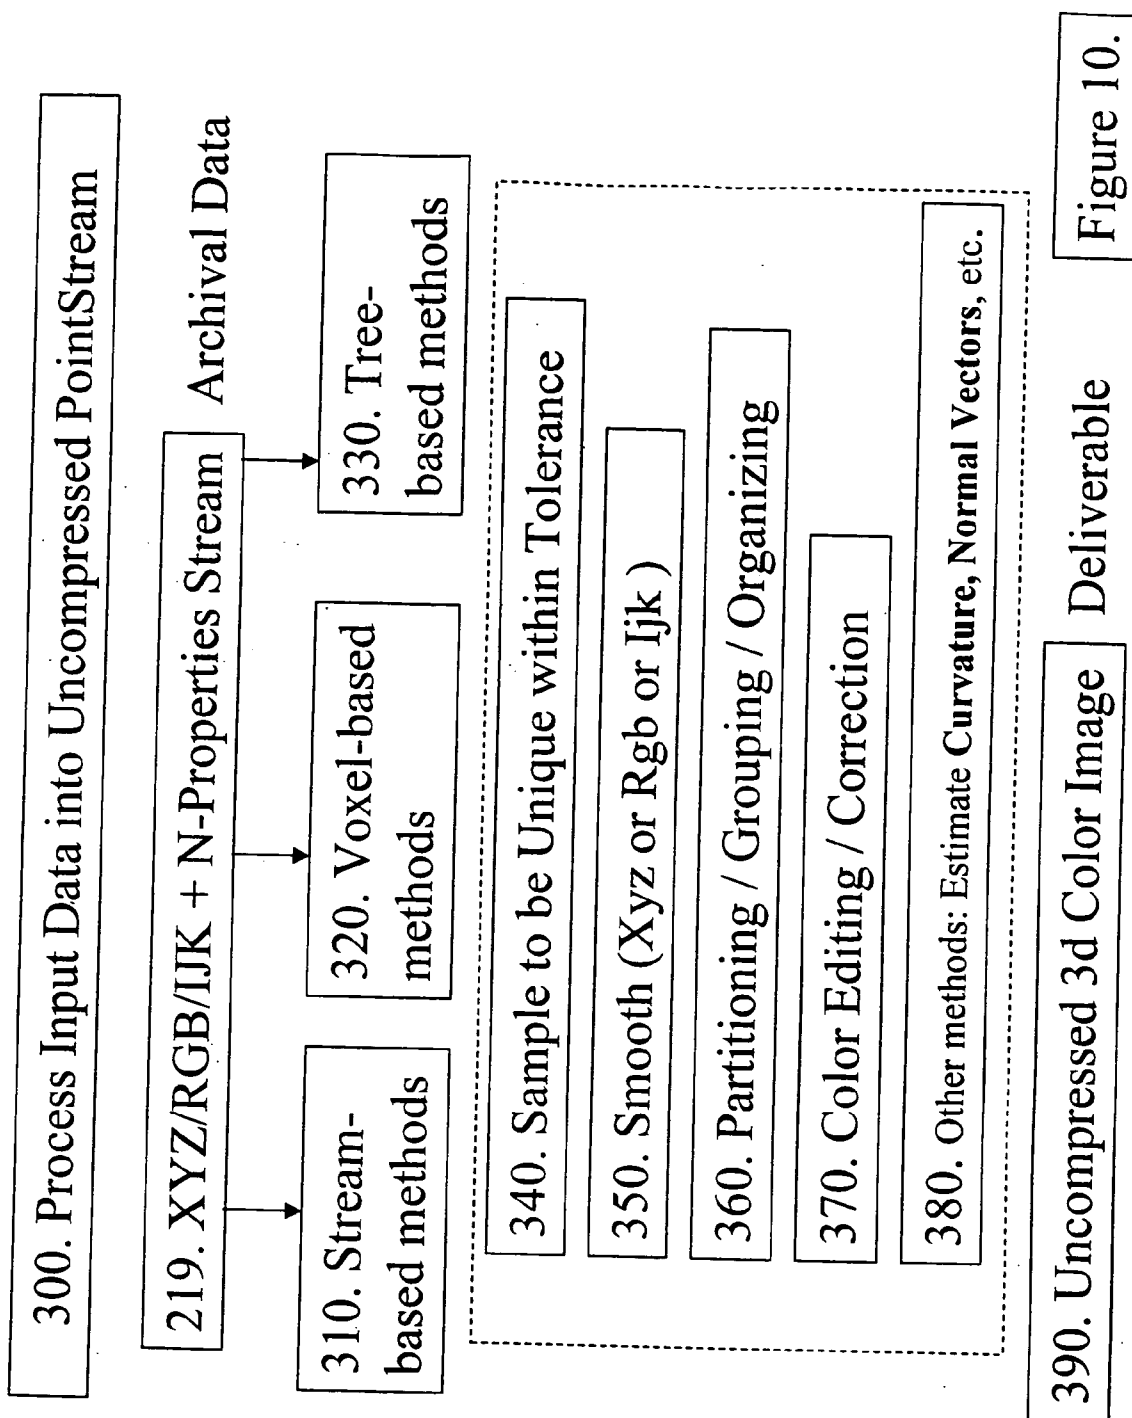 300. Process Input Data into Uncompressed PointStream
219. XYZ/RGB/IJK + N-Properties Stream
Archival Data
310. Stream-
based methods
320. Voxel-based
methods
330. Tree-
based methods
340. Sample to be Unique within Tolerance
350. Smooth (Xyz or Rgb or Ijk )
360. Partitioning / Grouping / Organizing
370. Color Editing / Correction
380. Other methods: Estimate Curvature, Normal Vectors, etc.
390. Uncompressed 3d Color Image
Deliverable
Figure 10.